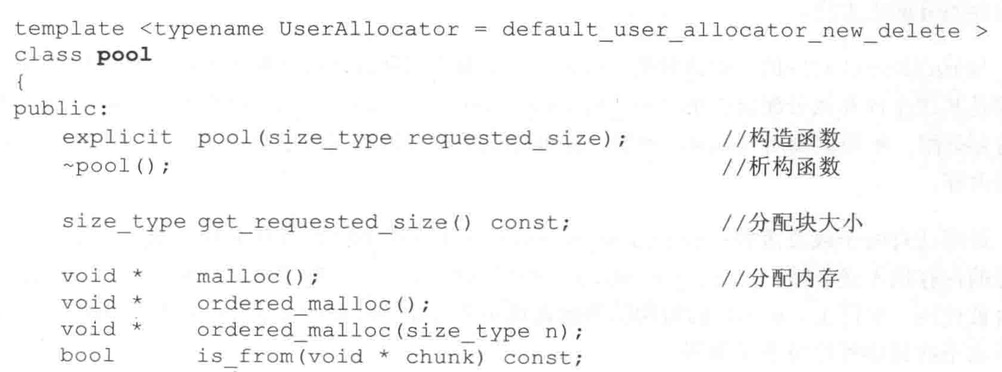 template <typename UserAllocator = default_user_allocator_new_delete >
class pool
{
public:
explicit pool(size_type requested_size); //构造函数
~pool(); //析构函数
size_type get_requested_size() const; //分配块大小
void * malloc(); //分配内存
void * ordered_malloc();
void * ordered_malloc(size_type n);
bool is_from(void * chunk) const;